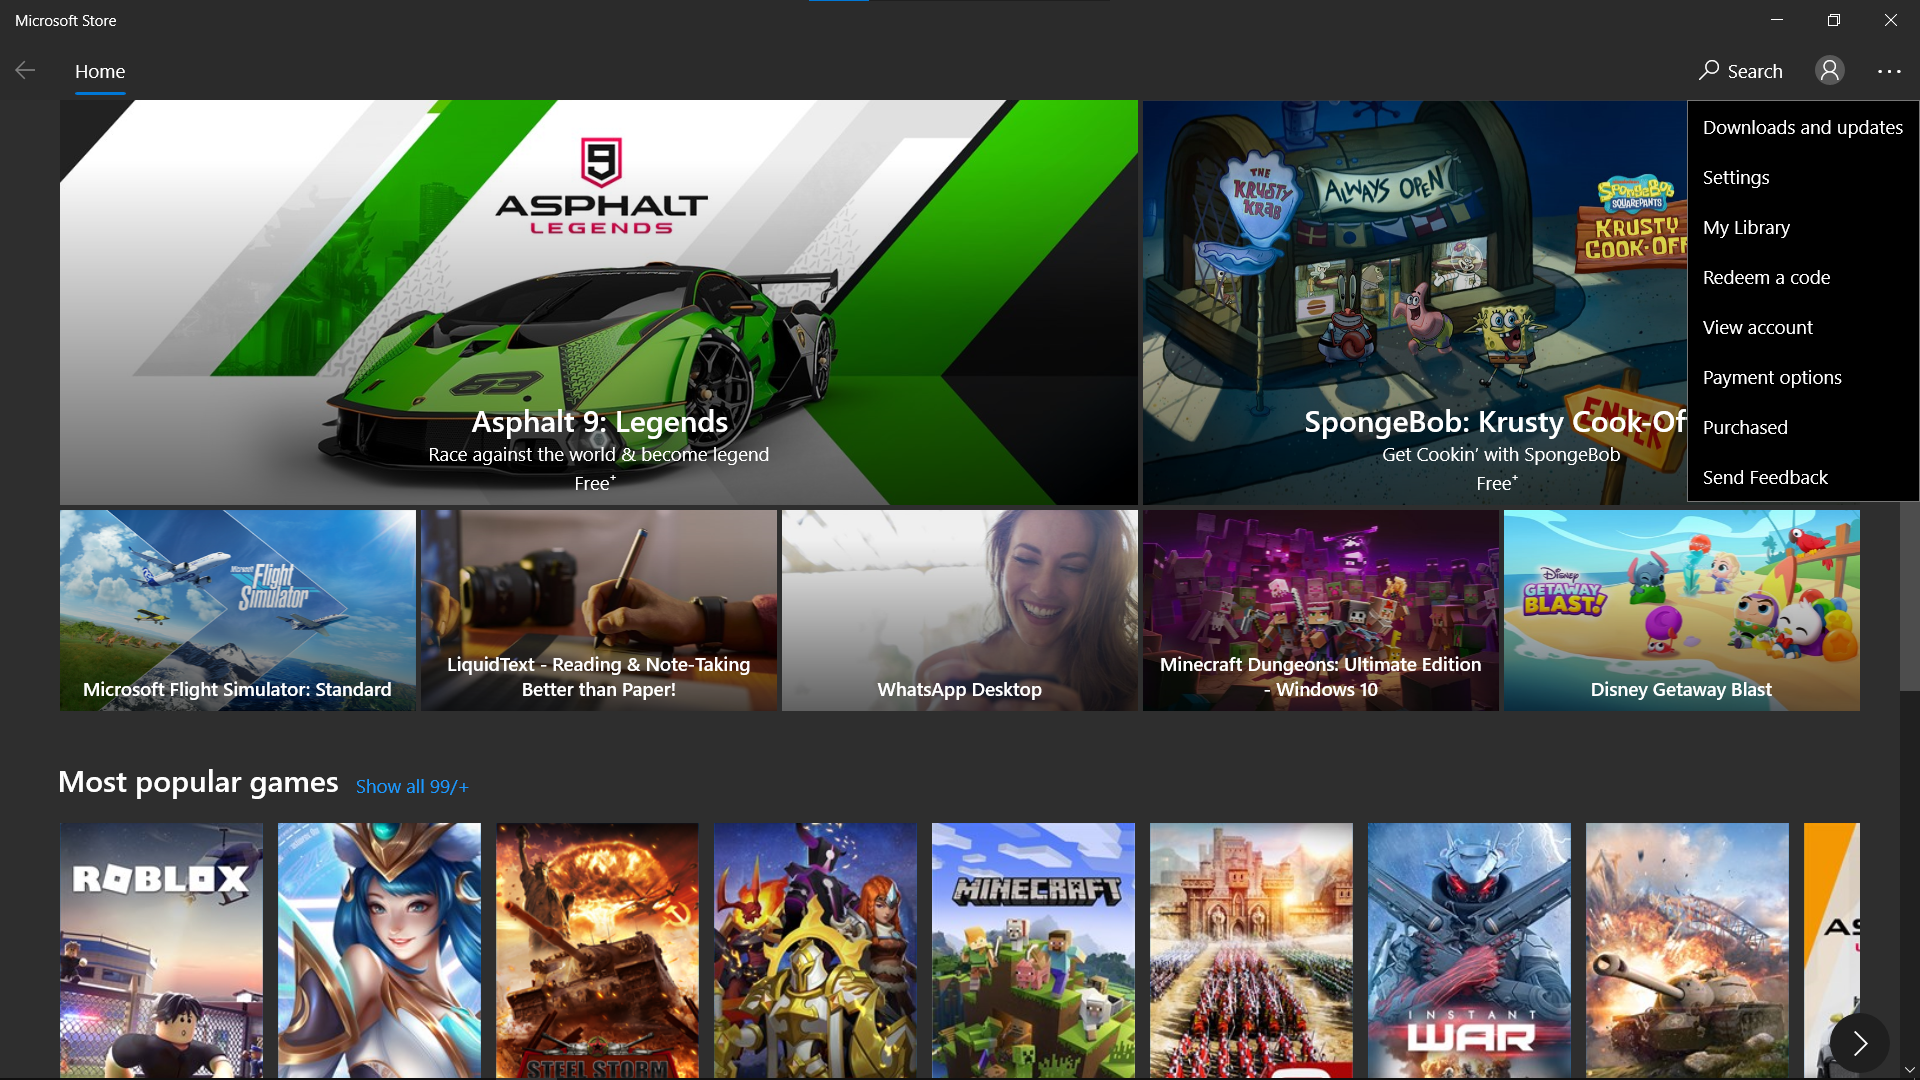 Microsoft Store
Home
Search
Downloads and updates
Settings
My Library
Redeem a code
View account
Payment options
Purchased
Send Feedback
9
ASPHALT
LEGENDS
63
Asphalt 9: Legends
Race against the world & become legend
Free+
THE
KRUSTY
KRAB
ALWAYS OPEN
SPONGEBOB
SQUAREPANTS
KRUSTY
COOK-OFF
ENTER
SpongeBob: Krusty Cook-Of
Get Cookin’ with SpongeBob
Free+
Microsoft
Flight
Simulator
Microsoft Flight Simulator: Standard
LiquidText - Reading & Note-Taking
Better than Paper!
WhatsApp Desktop
Minecraft Dungeons: Ultimate Edition
- Windows 10
Disney
GETAWAY
BLAST!
Disney Getaway Blast
Most popular games
Show all 99/+
ROBLOX
STEEL STORM
MINECRAFT
INSTANT
WAR
AS